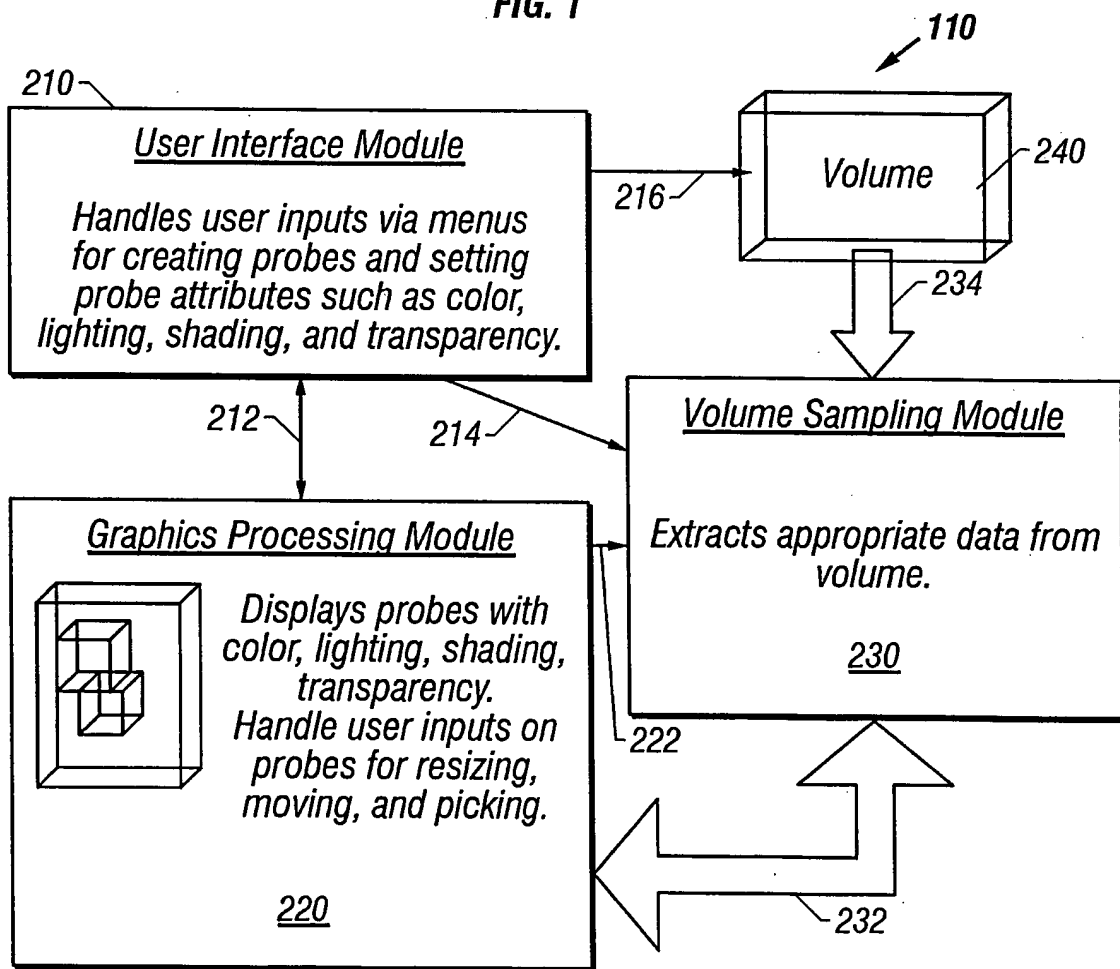 FIG. 1
110
210
User Interface Module
Handles user inputs via menus
for creating probes and setting
probe attributes such as color,
lighting, shading, and transparency.
216
Volume
240
234
212
214
Volume Sampling Module
Extracts appropriate data from
volume.
230
Graphics Processing Module
Displays probes with
color, lighting, shading,
transparency.
Handle user inputs on
probes for resizing,
moving, and picking.
220
222
232